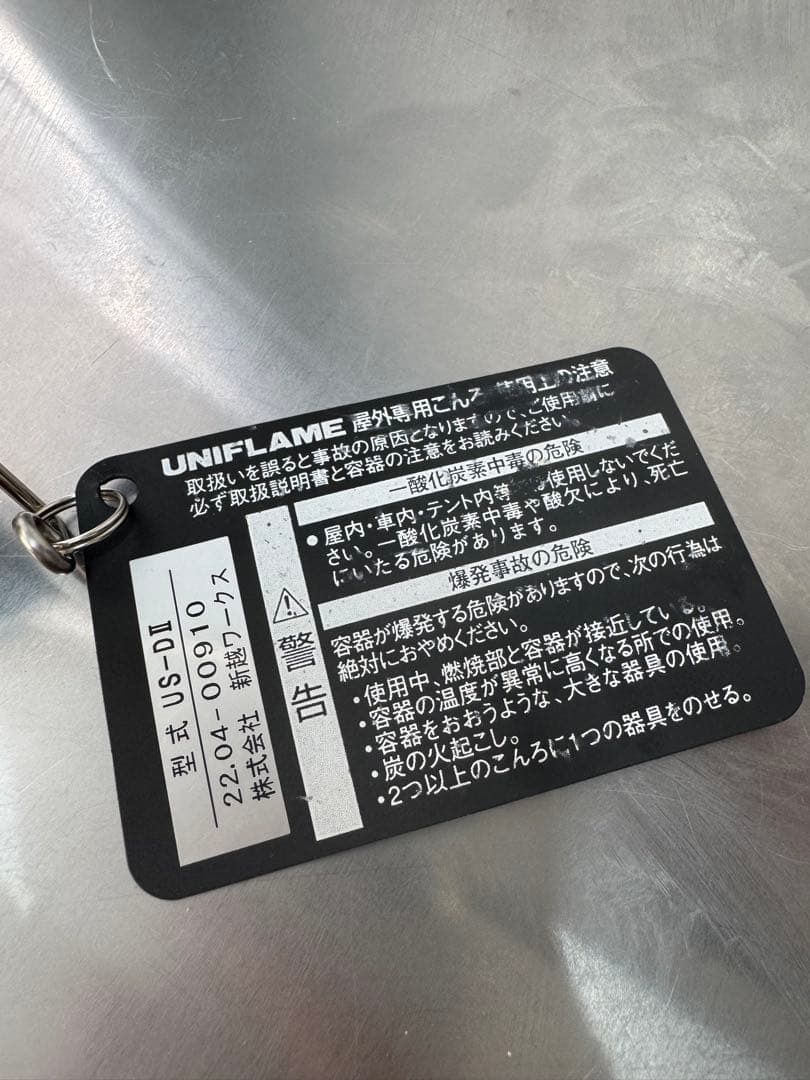 UNIFLAME 屋外専用こんろ 使用上の注意
取扱いを誤ると事故の原因となりますので、ご使用前に
必ず取扱説明書と容器の注意をお読みください
型式 US-DⅡ
22.04-00910
株式会社 新越ワークス
警告
一酸化炭素中毒の危険
●屋内・車内・テント内等 使用しないでくだ
さい。一酸化炭素中毒や酸欠により、死亡
にいたる危険があります。
爆発事故の危険
容器が爆発する危険がありますので、次の行為は
絶対におやめください。
・使用中、燃焼部と容器が接近している。
・容器の温度が異常に高くなる所での使用。
・容器をおおうような、大きな器具の使用。
・炭の火起こし。
・2つ以上のこんろに1つの器具をのせる。